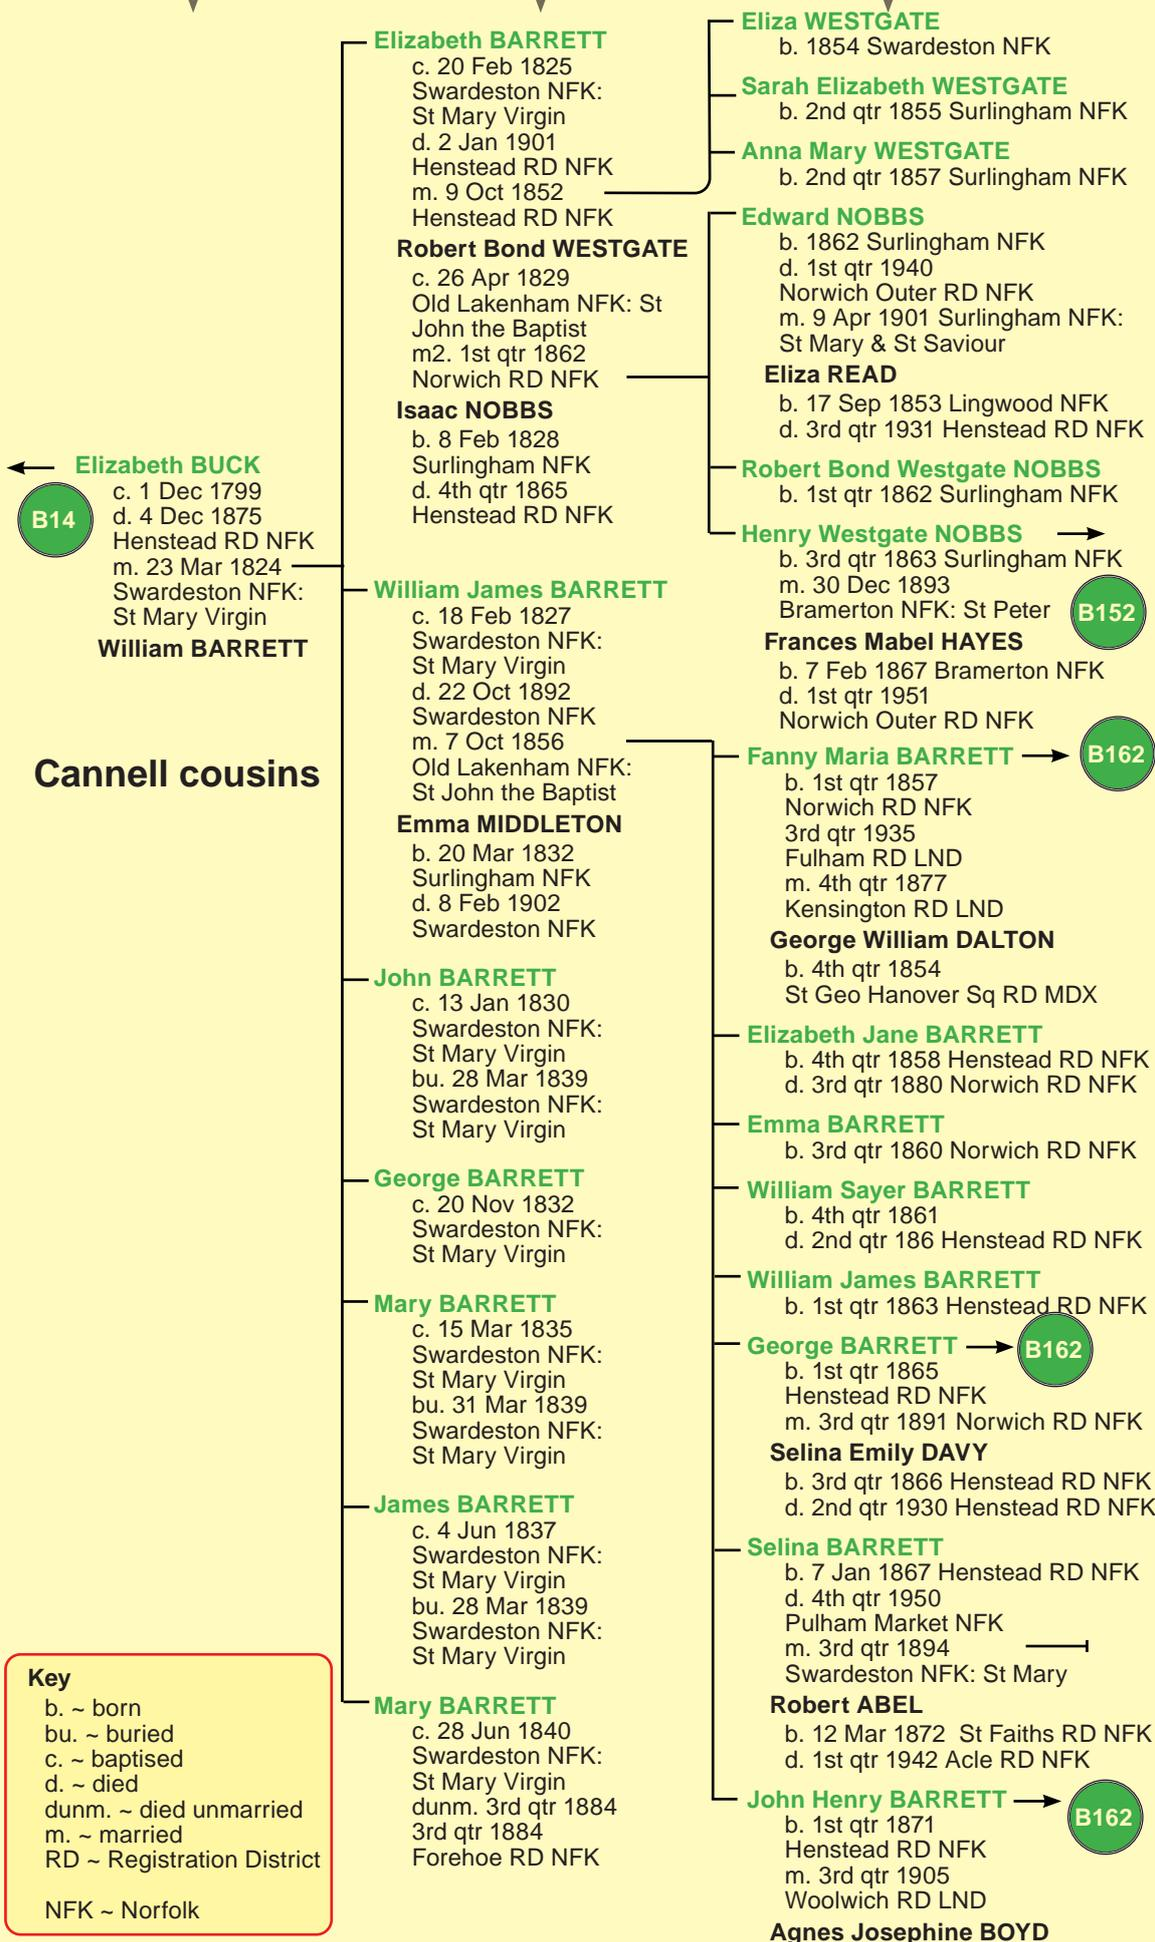 Elizabeth BUCK
B14
c. 1 Dec 1799
d. 4 Dec 1875
Henstead RD NFK
m. 23 Mar 1824
Swardeston NFK:
St Mary Virgin
William BARRETT
Cannell cousins
Key
b. ~ born
bu. ~ buried
c. ~ baptised
d. ~ died
dunm. ~ died unmarried
m. ~ married
RD ~ Registration District
NFK ~ Norfolk
Elizabeth BARRETT
c. 20 Feb 1825
Swardeston NFK:
St Mary Virgin
d. 2 Jan 1901
Henstead RD NFK
m. 9 Oct 1852
Henstead RD NFK
Robert Bond WESTGATE
c. 26 Apr 1829
Old Lakenham NFK: St
John the Baptist
m2. 1st qtr 1862
Norwich RD NFK
Isaac NOBBS
b. 8 Feb 1828
Surlingham NFK
d. 4th qtr 1865
Henstead RD NFK
William James BARRETT
c. 18 Feb 1827
Swardeston NFK:
St Mary Virgin
d. 22 Oct 1892
Swardeston NFK
m. 7 Oct 1856
Old Lakenham NFK:
St John the Baptist
Emma MIDDLETON
b. 20 Mar 1832
Surlingham NFK
d. 8 Feb 1902
Swardeston NFK
John BARRETT
c. 13 Jan 1830
Swardeston NFK:
St Mary Virgin
bu. 28 Mar 1839
Swardeston NFK:
St Mary Virgin
George BARRETT
c. 20 Nov 1832
Swardeston NFK:
St Mary Virgin
Mary BARRETT
c. 15 Mar 1835
Swardeston NFK:
St Mary Virgin
bu. 31 Mar 1839
Swardeston NFK:
St Mary Virgin
James BARRETT
c. 4 Jun 1837
Swardeston NFK:
St Mary Virgin
bu. 28 Mar 1839
Swardeston NFK:
St Mary Virgin
Mary BARRETT
c. 28 Jun 1840
Swardeston NFK:
St Mary Virgin
dunm. 3rd qtr 1884
3rd qtr 1884
Forehoe RD NFK
Eliza WESTGATE
b. 1854 Swardeston NFK
Sarah Elizabeth WESTGATE
b. 2nd qtr 1855 Surlingham NFK
Anna Mary WESTGATE
b. 2nd qtr 1857 Surlingham NFK
Edward NOBBS
b. 1862 Surlingham NFK
d. 1st qtr 1940
Norwich Outer RD NFK
m. 9 Apr 1901 Surlingham NFK:
St Mary & St Saviour
Eliza READ
b. 17 Sep 1853 Lingwood NFK
d. 3rd qtr 1931 Henstead RD NFK
Robert Bond Westgate NOBBS
b. 1st qtr 1862 Surlingham NFK
Henry Westgate NOBBS
b. 3rd qtr 1863 Surlingham NFK
m. 30 Dec 1893
Bramerton NFK: St Peter
B152
Frances Mabel HAYES
b. 7 Feb 1867 Bramerton NFK
d. 1st qtr 1951
Norwich Outer RD NFK
Fanny Maria BARRETT
B162
b. 1st qtr 1857
Norwich RD NFK
3rd qtr 1935
Fulham RD LND
m. 4th qtr 1877
Kensington RD LND
George William DALTON
b. 4th qtr 1854
St Geo Hanover Sq RD MDX
Elizabeth Jane BARRETT
b. 4th qtr 1858 Henstead RD NFK
d. 3rd qtr 1880 Norwich RD NFK
Emma BARRETT
b. 3rd qtr 1860 Norwich RD NFK
William Sayer BARRETT
b. 4th qtr 1861
d. 2nd qtr 186 Henstead RD NFK
William James BARRETT
b. 1st qtr 1863 Henstead RD NFK
George BARRETT
B162
b. 1st qtr 1865
Henstead RD NFK
m. 3rd qtr 1891 Norwich RD NFK
Selina Emily DAVY
b. 3rd qtr 1866 Henstead RD NFK
d. 2nd qtr 1930 Henstead RD NFK
Selina BARRETT
b. 7 Jan 1867 Henstead RD NFK
d. 4th qtr 1950
Pulham Market NFK
m. 3rd qtr 1894
Swardeston NFK: St Mary
Robert ABEL
b. 12 Mar 1872 St Faiths RD NFK
d. 1st qtr 1942 Acle RD NFK
John Henry BARRETT
B162
b. 1st qtr 1871
Henstead RD NFK
m. 3rd qtr 1905
Woolwich RD LND
Agnes Josephine BOYD